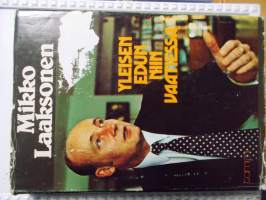 Mikko
Laaksonen
YLEISEN
EDUN
NIIN
VAATIESSA